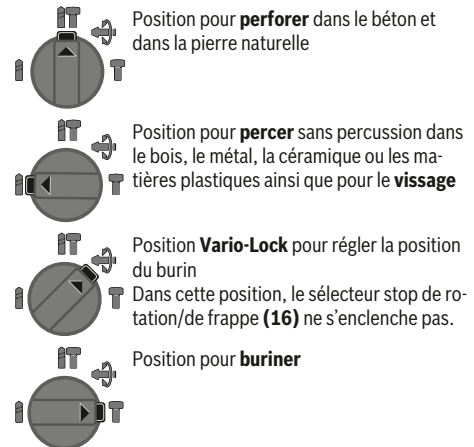 Position pour perforer dans le béton et
dans la pierre naturelle
Position pour percer sans percussion dans
le bois, le métal, la céramique ou les ma-
tières plastiques ainsi que pour le vissage
Position Vario-Lock pour régler la position
du burin
Dans cette position, le sélecteur stop de ro-
tation/de frappe (16) ne s’enclenche pas.
Position pour buriner